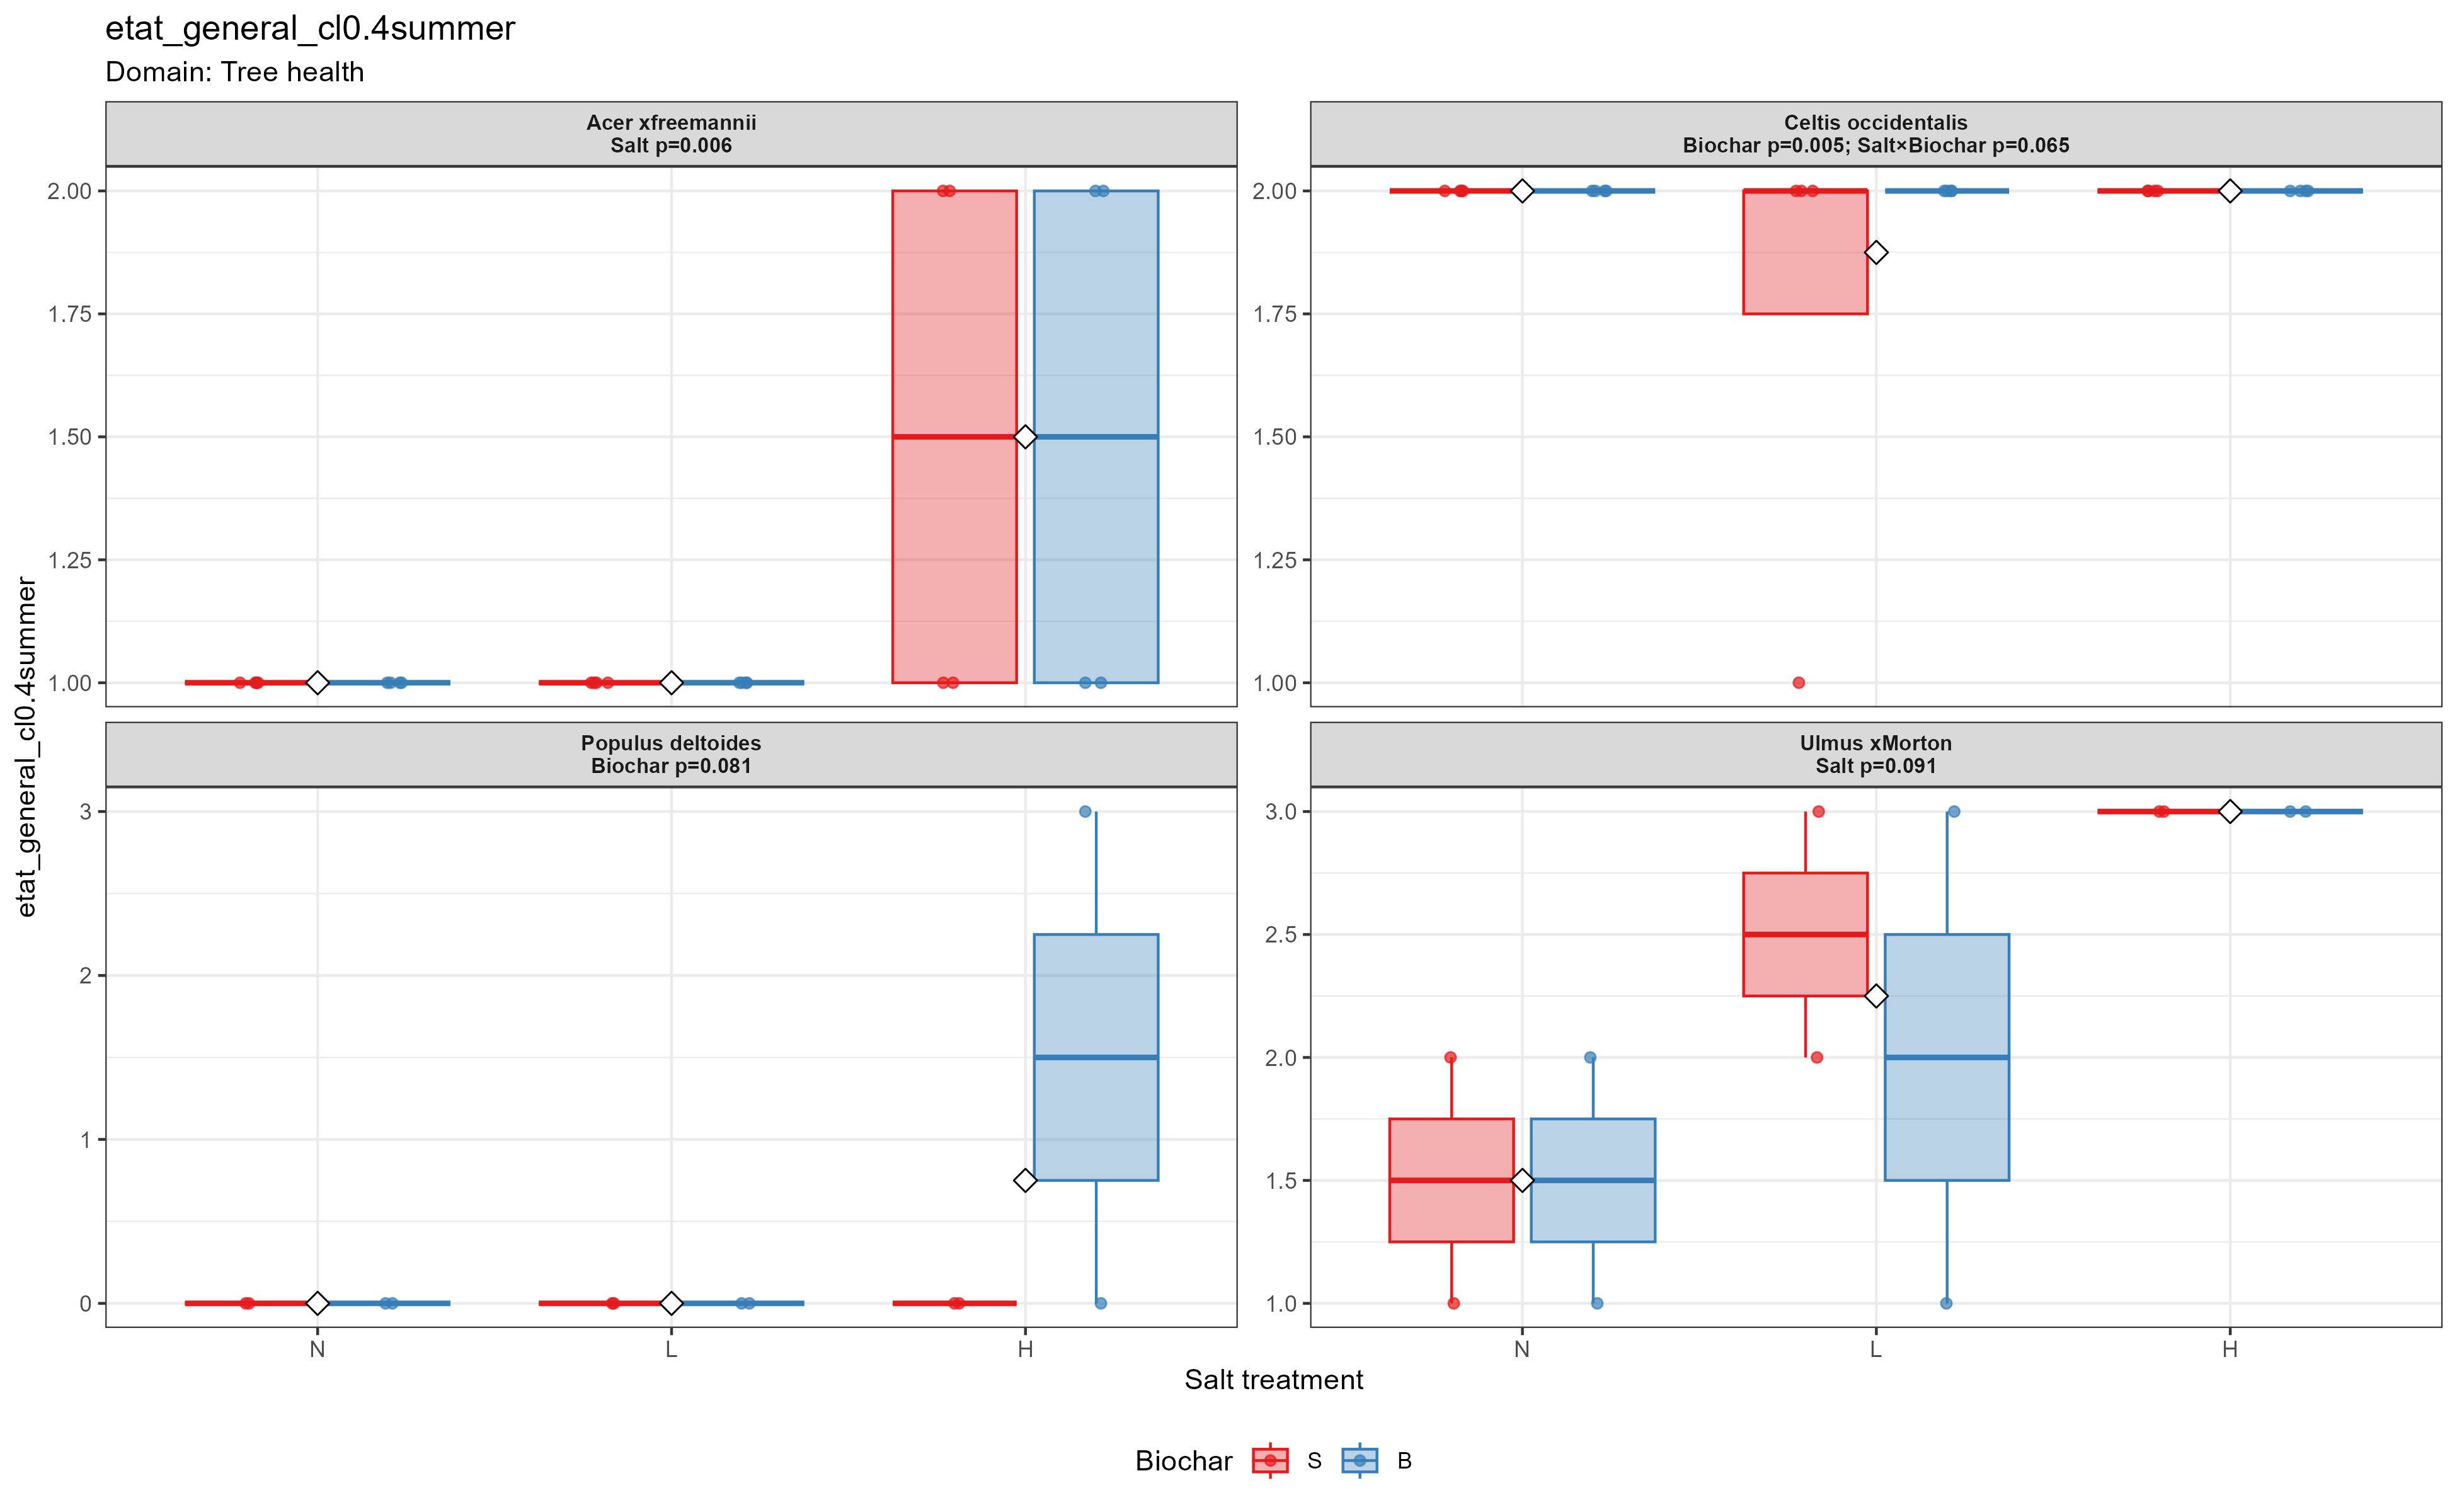 etat_general_cl0.4summer
Domain: Tree health
Acer xfreemannii
Salt p=0.006
Celtis occidentalis
Biochar p=0.005; Salt×Biochar p=0.065
2.00
1.75
1.50
1.25
1.00
2.00
1.75
1.50
1.25
1.00
etat_general_cl0.4summer
Populus deltoides
Biochar p=0.081
Ulmus xMorton
Salt p=0.091
3
2
1
0
3.0
2.5
2.0
1.5
1.0
N L H
N L H
Salt treatment
Biochar S B